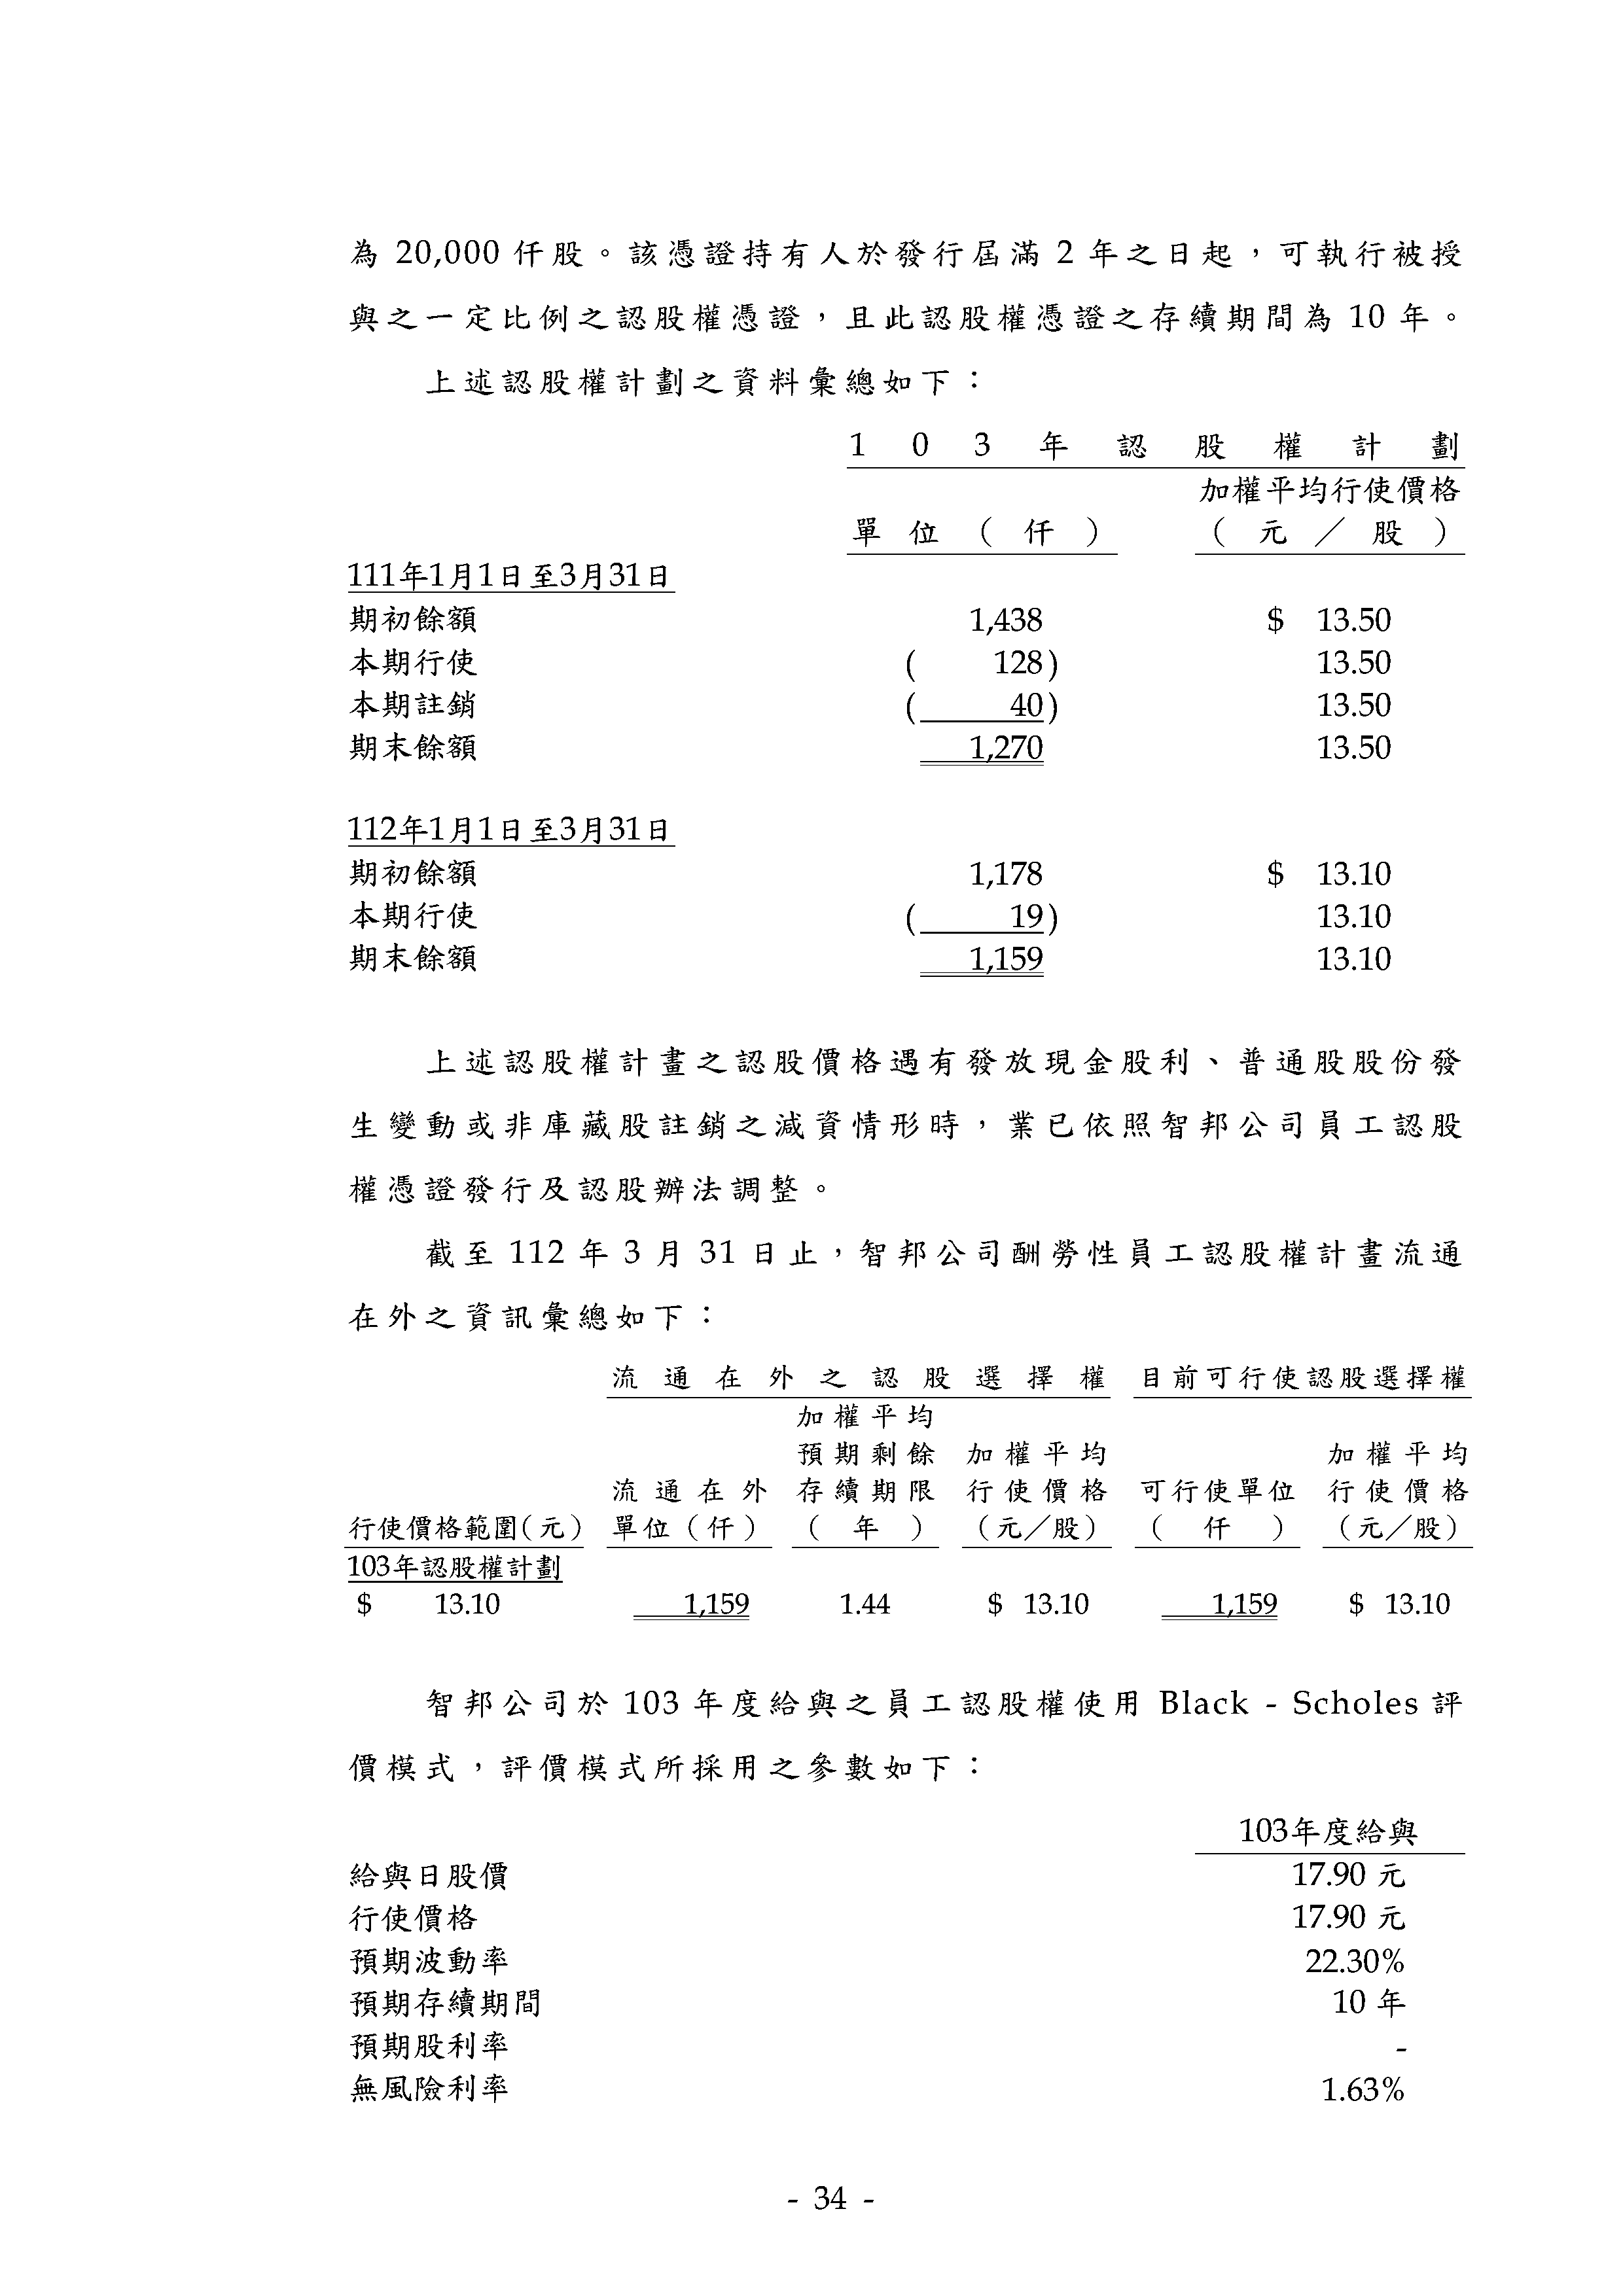 為 20,000 仟股。該憑證持有人於發行屆滿 2 年之日起，可執行被授
與之一定比例之認股權憑證，且此認股權憑證之存續期間為 10 年。
上述認股權計劃之資料彙總如下：
103年認股權計劃
加權平均行使價格
單位（仟） （元／股）
111年1月1日至3月31日
期初餘額 1,438 $ 13.50
本期行使 ( 128) 13.50
本期註銷 ( 40) 13.50
期末餘額 1,270 13.50
112年1月1日至3月31日
期初餘額 1,178 $ 13.10
本期行使 ( 19) 13.10
期末餘額 1,159 13.10
上述認股權計畫之認股價格遇有發放現金股利、普通股股份發
生變動或非庫藏股註銷之減資情形時，業已依照智邦公司員工認股
權憑證發行及認股辦法調整。
截至 112 年 3 月 31 日止，智邦公司酬勞性員工認股權計畫流通
在外之資訊彙總如下：
流通在外之認股選擇權 目前可行使認股選擇權
加權平均
預期剩餘 加權平均 加權平均
流通在外 存續期限 行使價格 可行使單位 行使價格
行使價格範圍(元) 單位（仟） （年） （元／股） （仟） （元／股）
103年認股權計劃
$ 13.10 1,159 1.44 $ 13.10 1,159 $ 13.10
智邦公司於 103 年度給與之員工認股權使用 Black - Scholes 評
價模式，評價模式所採用之參數如下：
103年度給與
給與日股價 17.90 元
行使價格 17.90 元
預期波動率 22.30%
預期存續期間 10 年
預期股利率 -
無風險利率 1.63%
- 34 -